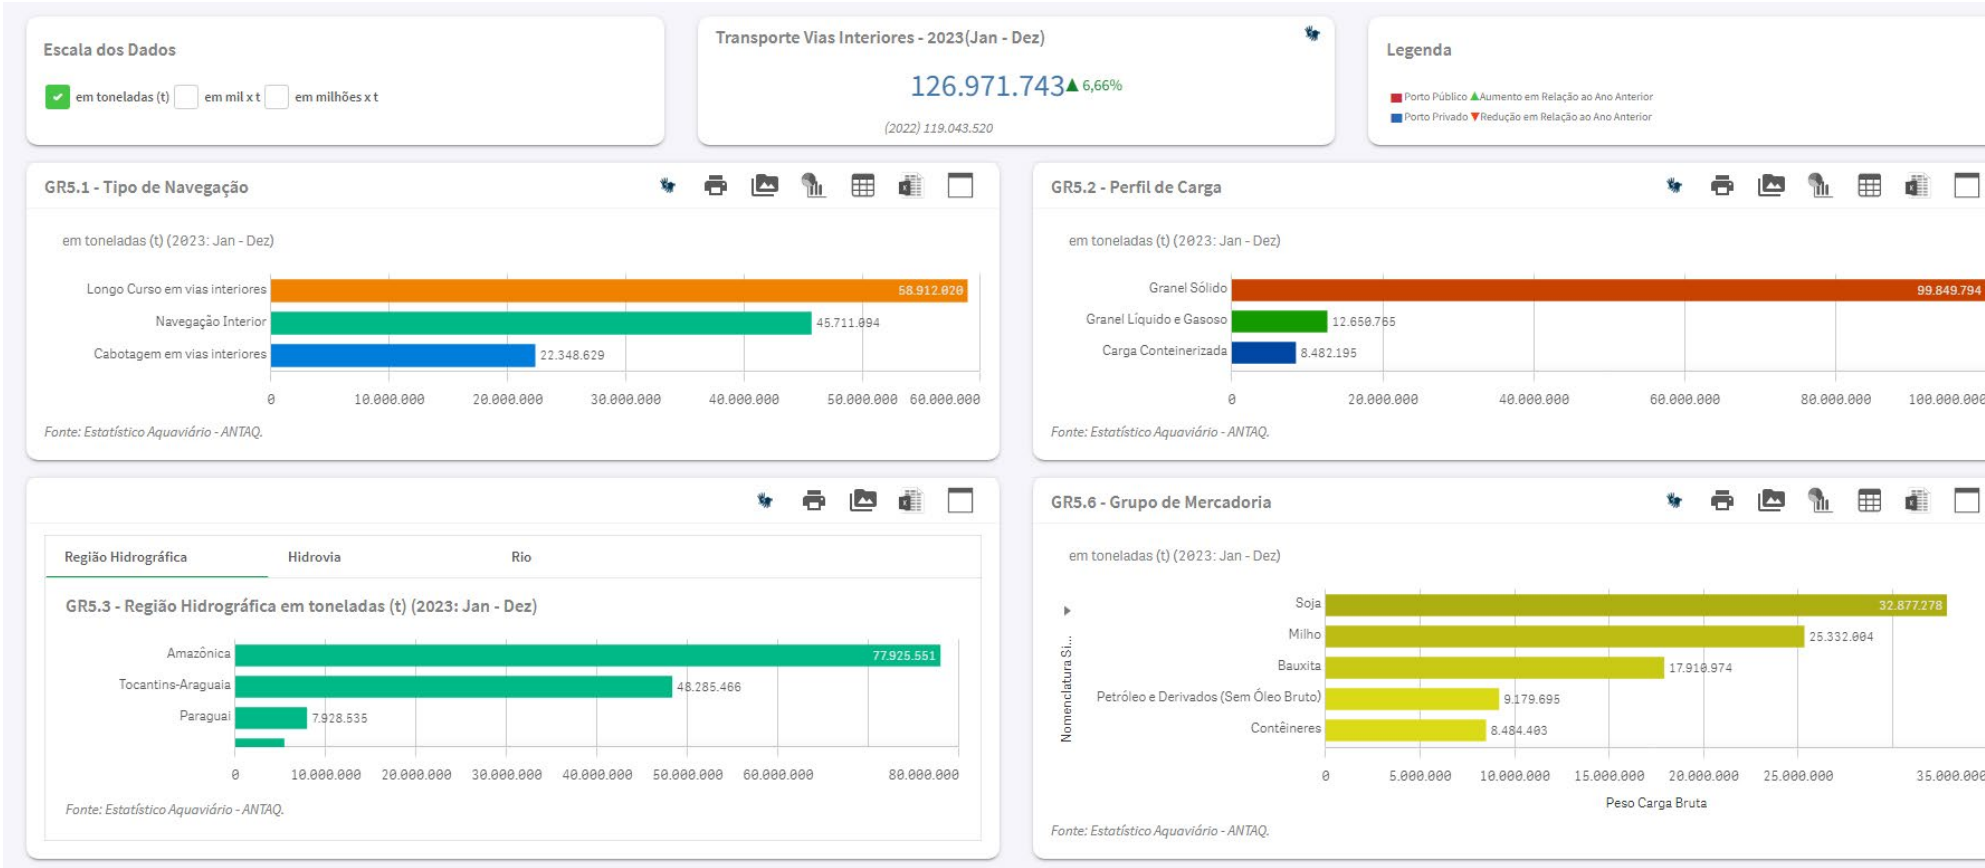 Escala dos Dados
em toneladas (t) em mil x t em milhões x t
Transporte Vias Interiores - 2023(Jan - Dez)
126.971.743 ▲ 6,66%
(2022) 119.043.520
Legenda
Porto Público ▲Aumento em Relação ao Ano Anterior
Porto Privado ▼Redução em Relação ao Ano Anterior
GR5.1 - Tipo de Navegação
em toneladas (t) (2023: Jan - Dez)
Longo Curso em vias interiores 58.912.020
Navegação Interior 45.711.094
Cabotagem em vias interiores 22.348.629
0 10.000.000 20.000.000 30.000.000 40.000.000 50.000.000 60.000.000
Fonte: Estatístico Aquaviário - ANTAQ.
GR5.2 - Perfil de Carga
em toneladas (t) (2023: Jan - Dez)
Granel Sólido 99.849.794
Granel Líquido e Gasoso 12.650.765
Carga Conteinerizada 8.482.195
0 20.000.000 40.000.000 60.000.000 80.000.000 100.000.000
Fonte: Estatístico Aquaviário - ANTAQ.
Região Hidrográfica Hidrovia Rio
GR5.3 - Região Hidrográfica em toneladas (t) (2023: Jan - Dez)
Amazônica 77.925.551
Tocantins-Araguaia 48.285.466
Paraguai 7.928.535
0 10.000.000 20.000.000 30.000.000 40.000.000 50.000.000 60.000.000 80.000.000
Fonte: Estatístico Aquaviário - ANTAQ.
GR5.6 - Grupo de Mercadoria
em toneladas (t) (2023: Jan - Dez)
Nomenclatura Si...
Soja 32.877.278
Milho 25.332.004
Bauxita 17.910.974
Petróleo e Derivados (Sem Óleo Bruto) 9.179.695
Contêineres 8.484.403
0 5.000.000 10.000.000 15.000.000 20.000.000 25.000.000 35.000.000
Peso Carga Bruta
Fonte: Estatístico Aquaviário - ANTAQ.